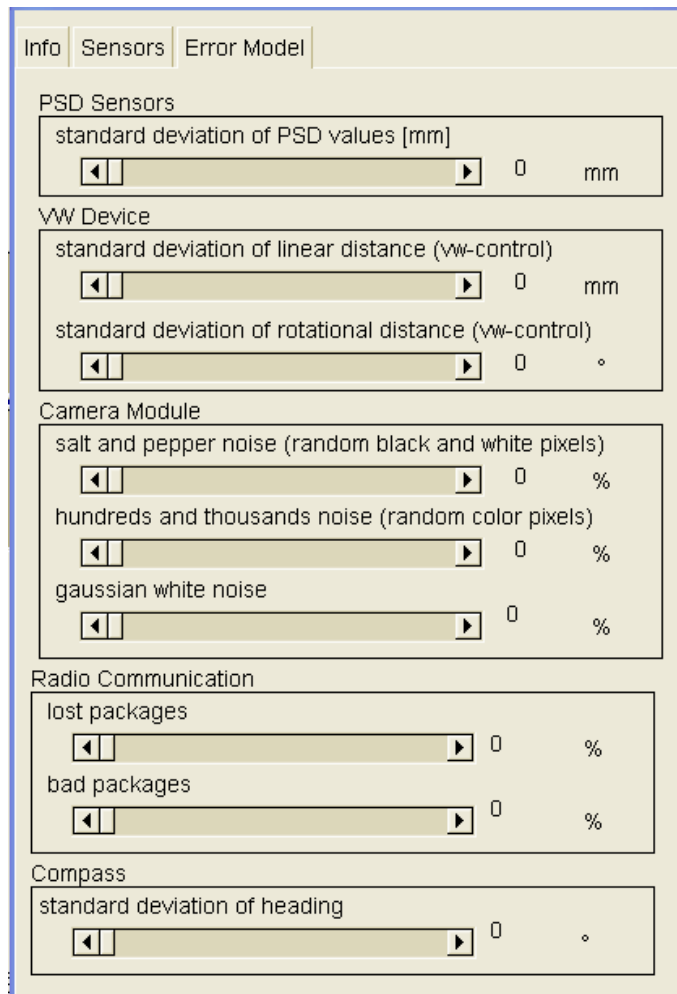 Info Sensors Error Model
PSD Sensors
standard deviation of PSD values [mm]
0 mm
VW Device
standard deviation of linear distance (vw-control)
0 mm
standard deviation of rotational distance (vw-control)
0 °
Camera Module
salt and pepper noise (random black and white pixels)
0 %
hundreds and thousands noise (random color pixels)
0 %
gaussian white noise
0 %
Radio Communication
lost packages
0 %
bad packages
0 %
Compass
standard deviation of heading
0 °